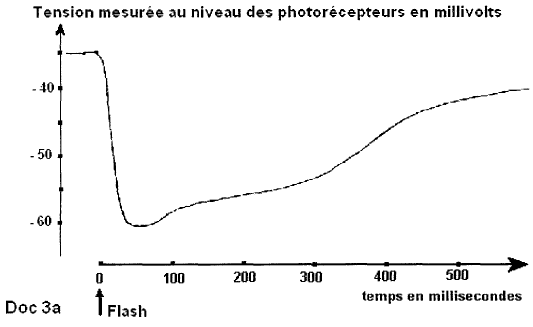 Tension mesurée au niveau des photorécepteurs en millivolts
- 40
- 50
- 60
0 100 200 300 400 500
temps en millisecondes
Doc 3a
Flash